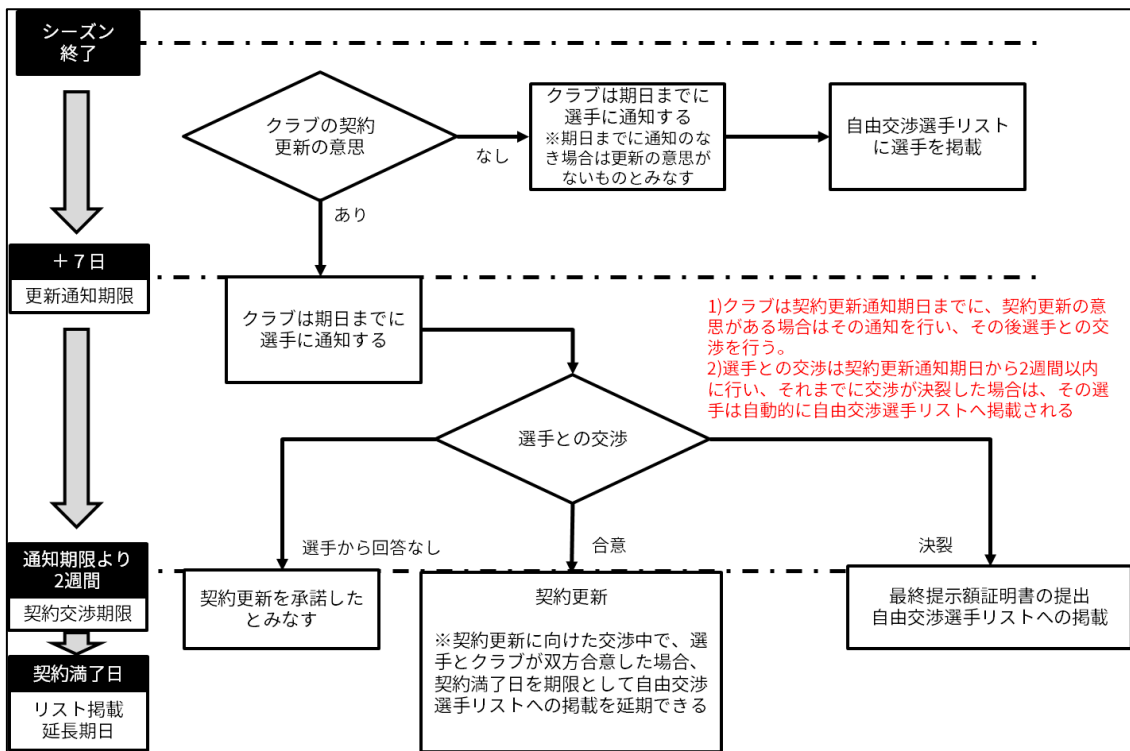 シーズン
終了
クラブの契約
更新の意思
なし
クラブは期日までに
選手に通知する
※期日までに通知のな
き場合は更新の意思が
ないものとみなす
自由交渉選手リスト
に選手を掲載
あり
＋７日
更新通知期限
クラブは期日までに
選手に通知する
1)クラブは契約更新通知期日までに、契約更新の意
思がある場合はその通知を行い、その後選手との交
渉を行う。
2)選手との交渉は契約更新通知期日から2週間以内
に行い、それまでに交渉が決裂した場合は、その選
手は自動的に自由交渉選手リストへ掲載される
選手との交渉
選手から回答なし
合意
決裂
通知期限より
2週間
契約交渉期限
契約更新を承諾した
とみなす
契約更新
※契約更新に向けた交渉中で、選
手とクラブが双方合意した場合、
契約満了日を期限として自由交渉
選手リストへの掲載を延期できる
最終提示額証明書の提出
自由交渉選手リストへの掲載
契約満了日
リスト掲載
延長期日